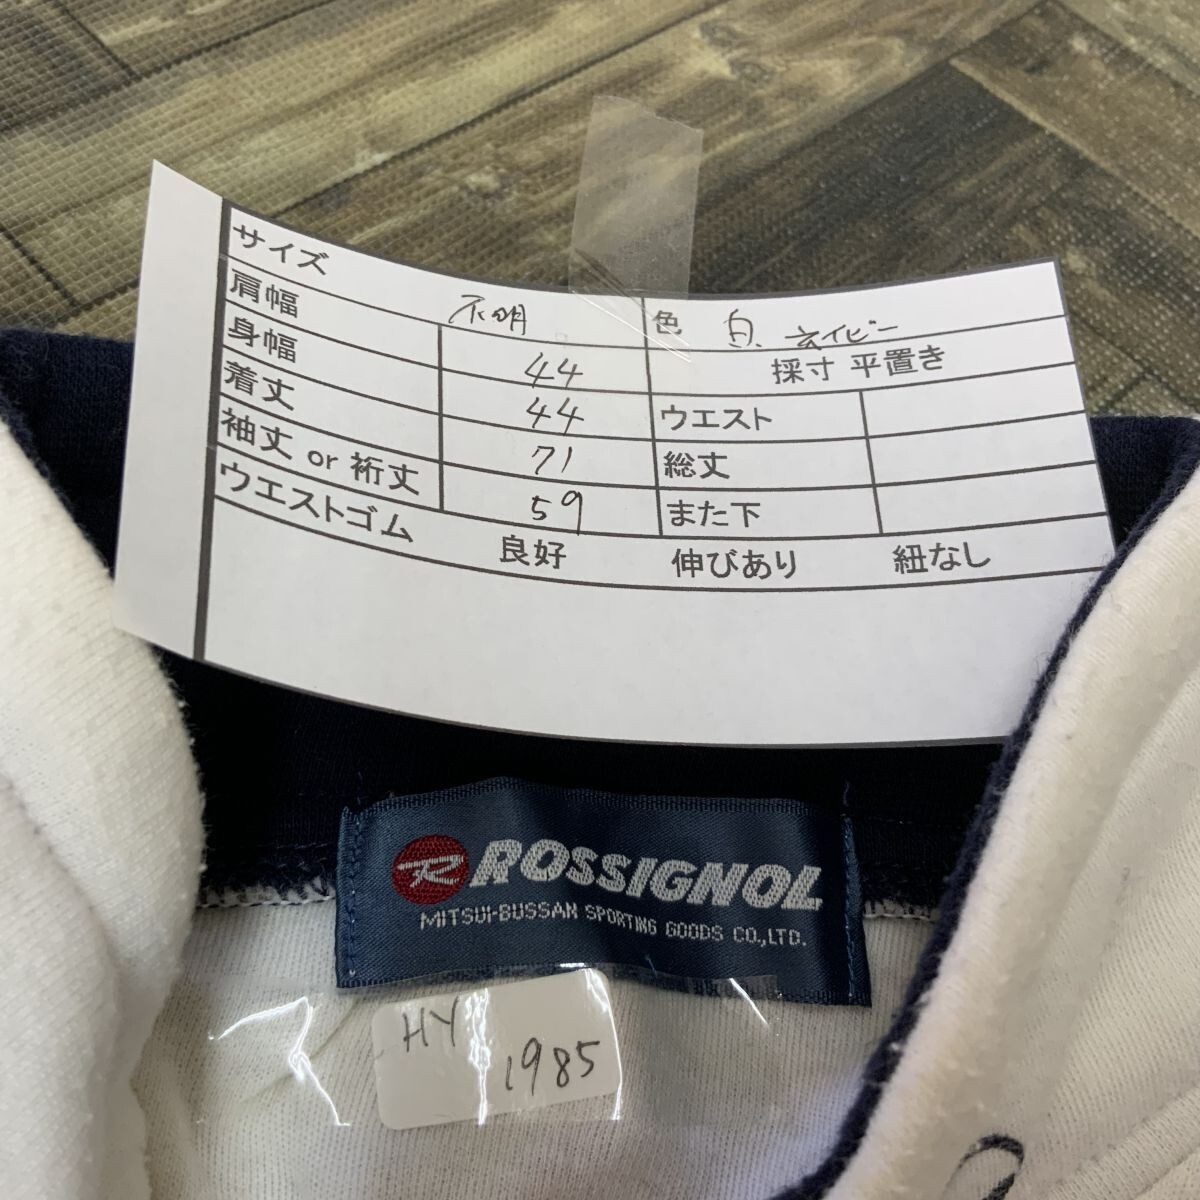 サイズ 不明 色 白、ネイビー
肩幅 44 採寸 平置き
身幅 44 ウエスト
着丈 71 総丈
袖丈 or 裄丈 59 また下
ウエストゴム 良好 伸びあり 紐なし
R ROSSIGNOL
MITSUI-BUSSAN SPORTING GOODS CO.,LTD.
HY
1985